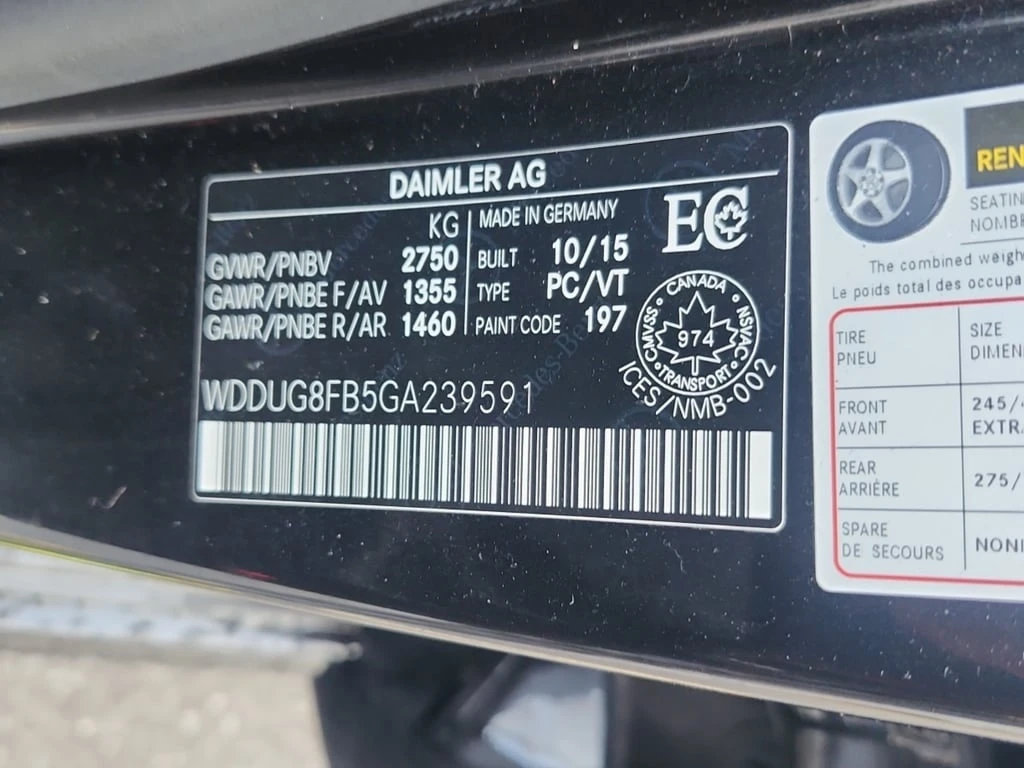 DAIMLER AG
KG
GVWR/PNBV 2750
GAWR/PNBE F/AV 1355
GAWR/PNBE R/AR 1460
MADE IN GERMANY
BUILT 10/15
TYPE PC/VT
PAINT CODE 197
EC
CANADA
CMVSS NSVAC
974
TRANSPORT
ICES/NMB-002
WDDUG8FB5GA239591
REN
SEATIN
NOMBR
The combined weigh
Le poids total des occupa
TIRE
PNEU
SIZE
DIMEN
FRONT
AVANT
245/
EXTR
REAR
ARRIÈRE
275/
SPARE
DE SECOURS
NON